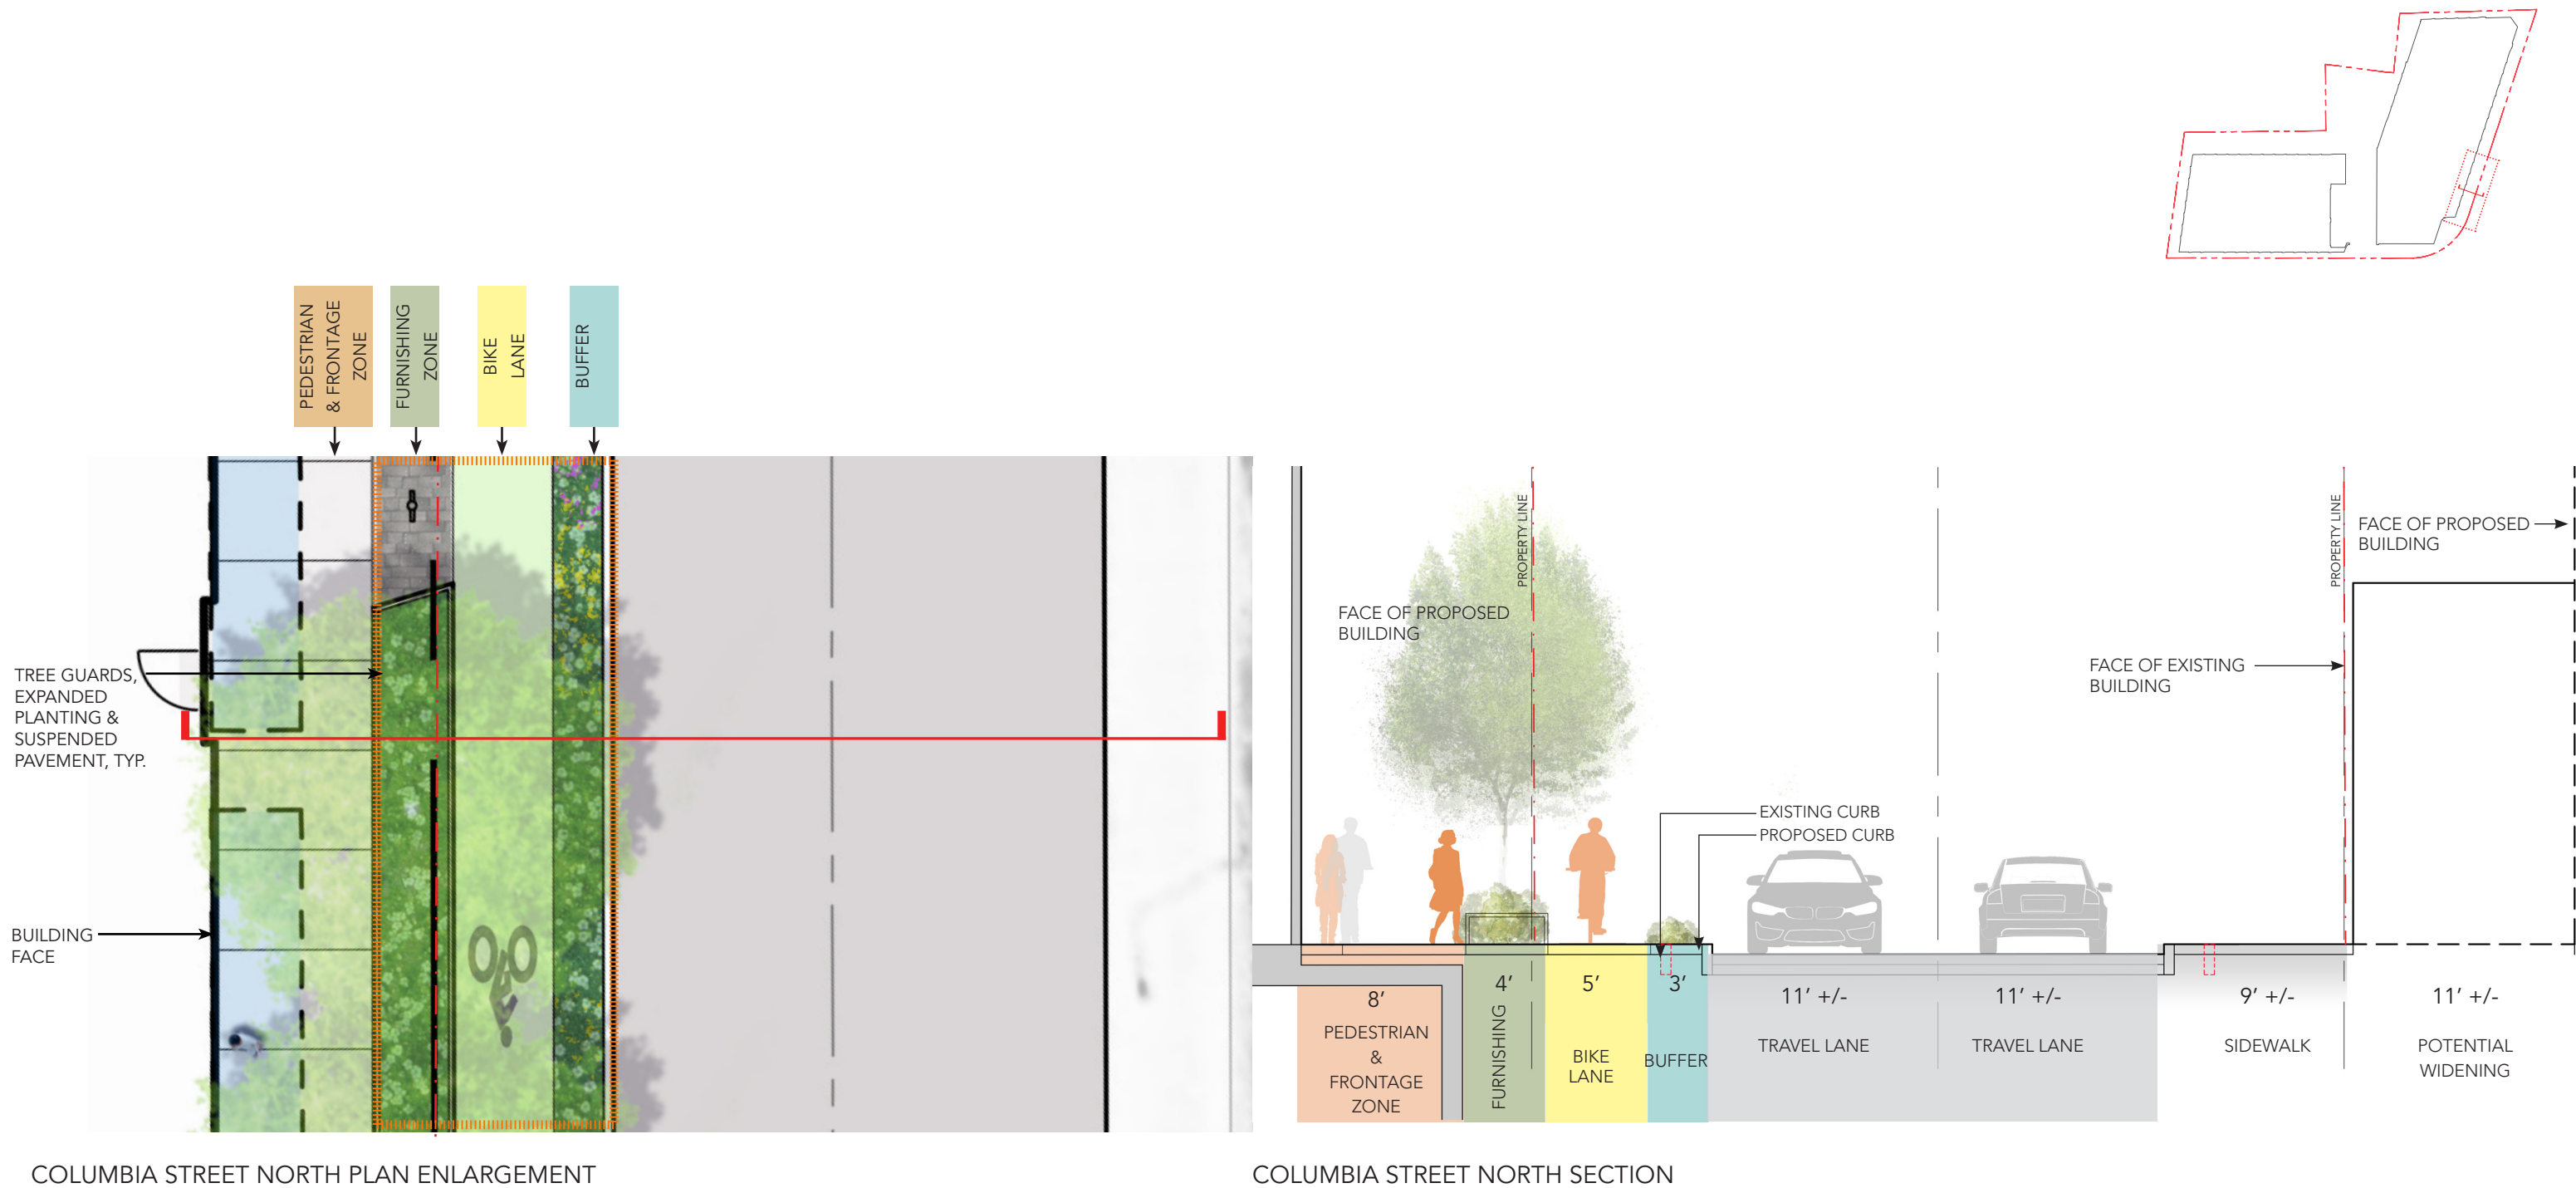 PEDESTRIAN
& FRONTAGE
ZONE
FURNISHING
ZONE
BIKE
LANE
BUFFER
TREE GUARDS,
EXPANDED
PLANTING &
SUSPENDED
PAVEMENT, TYP.
BUILDING
FACE
COLUMBIA STREET NORTH PLAN ENLARGEMENT
PROPERTY LINE
FACE OF PROPOSED
BUILDING
EXISTING CURB
PROPOSED CURB
PROPERTY LINE
FACE OF PROPOSED
BUILDING
FACE OF EXISTING
BUILDING
8’
PEDESTRIAN
&
FRONTAGE
ZONE
4’
FURNISHING
5’
BIKE
LANE
3’
BUFFER
11’ +/-
TRAVEL LANE
11’ +/-
TRAVEL LANE
9’ +/-
SIDEWALK
11’ +/-
POTENTIAL
WIDENING
COLUMBIA STREET NORTH SECTION